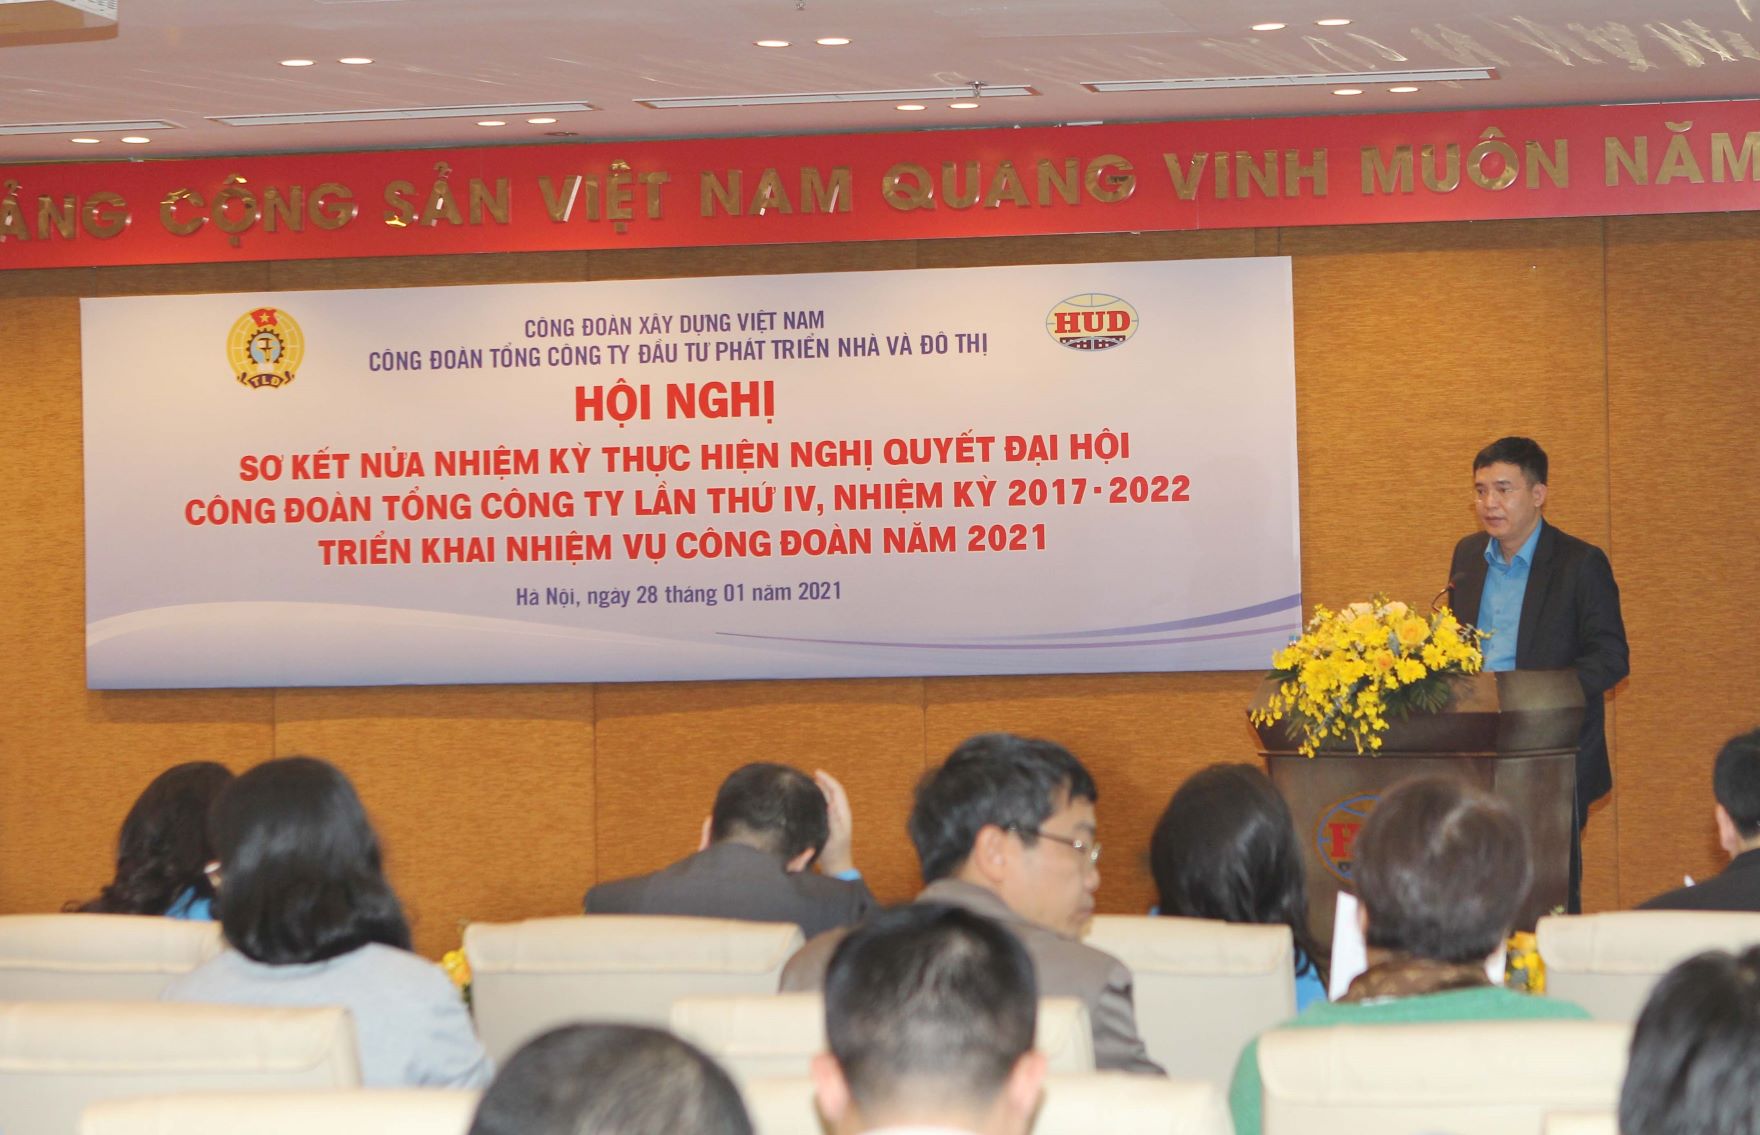 ẢNG CỘNG SẢN VIỆT NAM QUANG VINH MUÔN NĂM
CÔNG ĐOÀN XÂY DỰNG VIỆT NAM
CÔNG ĐOÀN TỔNG CÔNG TY ĐẦU TƯ PHÁT TRIỂN NHÀ VÀ ĐÔ THỊ
TLĐ
HUD
HỘI NGHỊ
SƠ KẾT NỬA NHIỆM KỲ THỰC HIỆN NGHỊ QUYẾT ĐẠI HỘI
CÔNG ĐOÀN TỔNG CÔNG TY LẦN THỨ IV, NHIỆM KỲ 2017-2022
TRIỂN KHAI NHIỆM VỤ CÔNG ĐOÀN NĂM 2021
Hà Nội, ngày 28 tháng 01 năm 2021